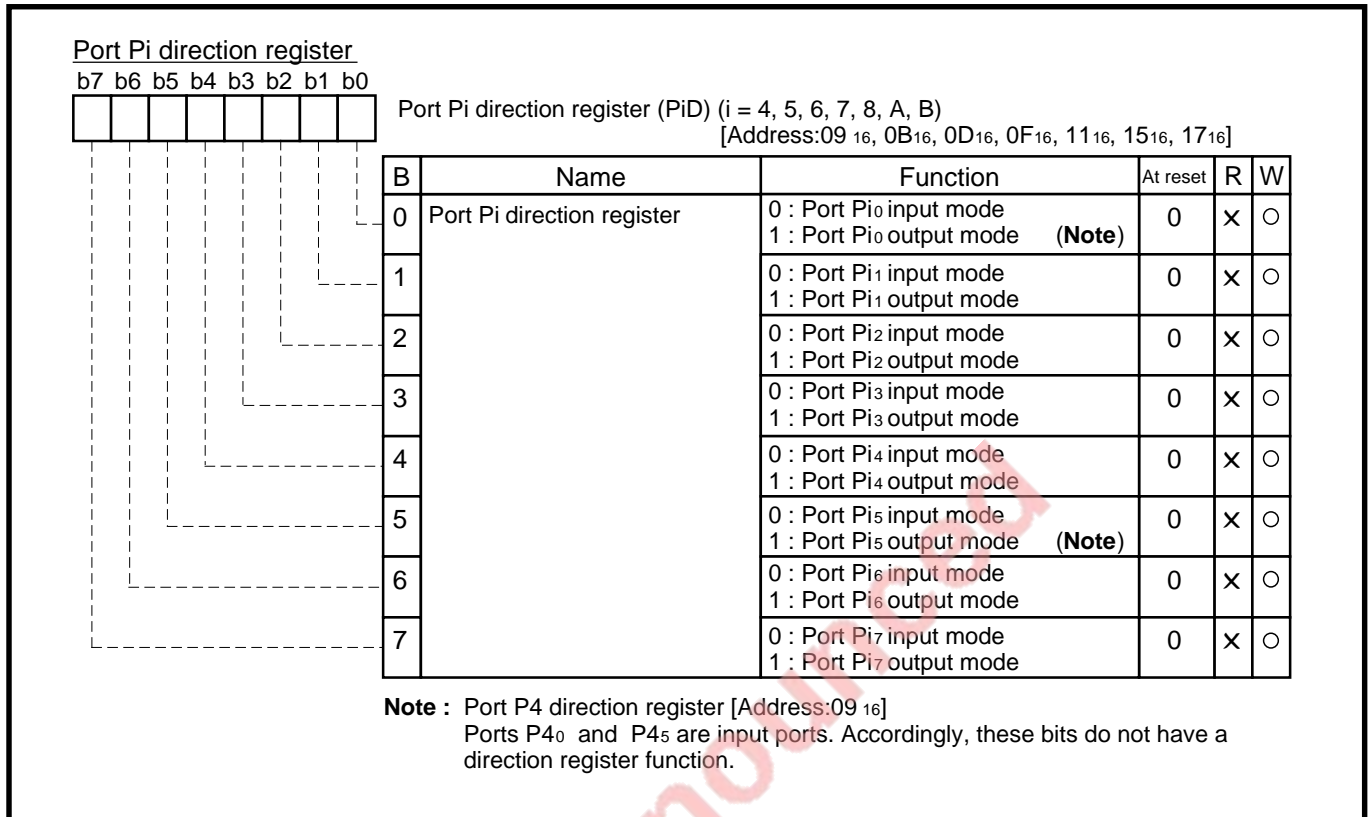 Port Pi direction register
b7 b6 b5 b4 b3 b2 b1 b0
Port Pi direction register (PiD) (i = 4, 5, 6, 7, 8, A, B)
[Address:09 16, 0B16, 0D16, 0F16, 1116, 1516, 1716]
B Name Function At reset R W
0 Port Pi direction register 0 : Port Pi0 input mode 0 × ○
1 : Port Pi0 output mode (Note)
1 0 : Port Pi1 input mode 0 × ○
1 : Port Pi1 output mode
2 0 : Port Pi2 input mode 0 × ○
1 : Port Pi2 output mode
3 0 : Port Pi3 input mode 0 × ○
1 : Port Pi3 output mode
4 0 : Port Pi4 input mode 0 × ○
1 : Port Pi4 output mode
5 0 : Port Pi5 input mode 0 × ○
1 : Port Pi5 output mode (Note)
6 0 : Port Pi6 input mode 0 × ○
1 : Port Pi6 output mode
7 0 : Port Pi7 input mode 0 × ○
1 : Port Pi7 output mode
Note : Port P4 direction register [Address:09 16]
Ports P40 and P45 are input ports. Accordingly, these bits do not have a
direction register function.